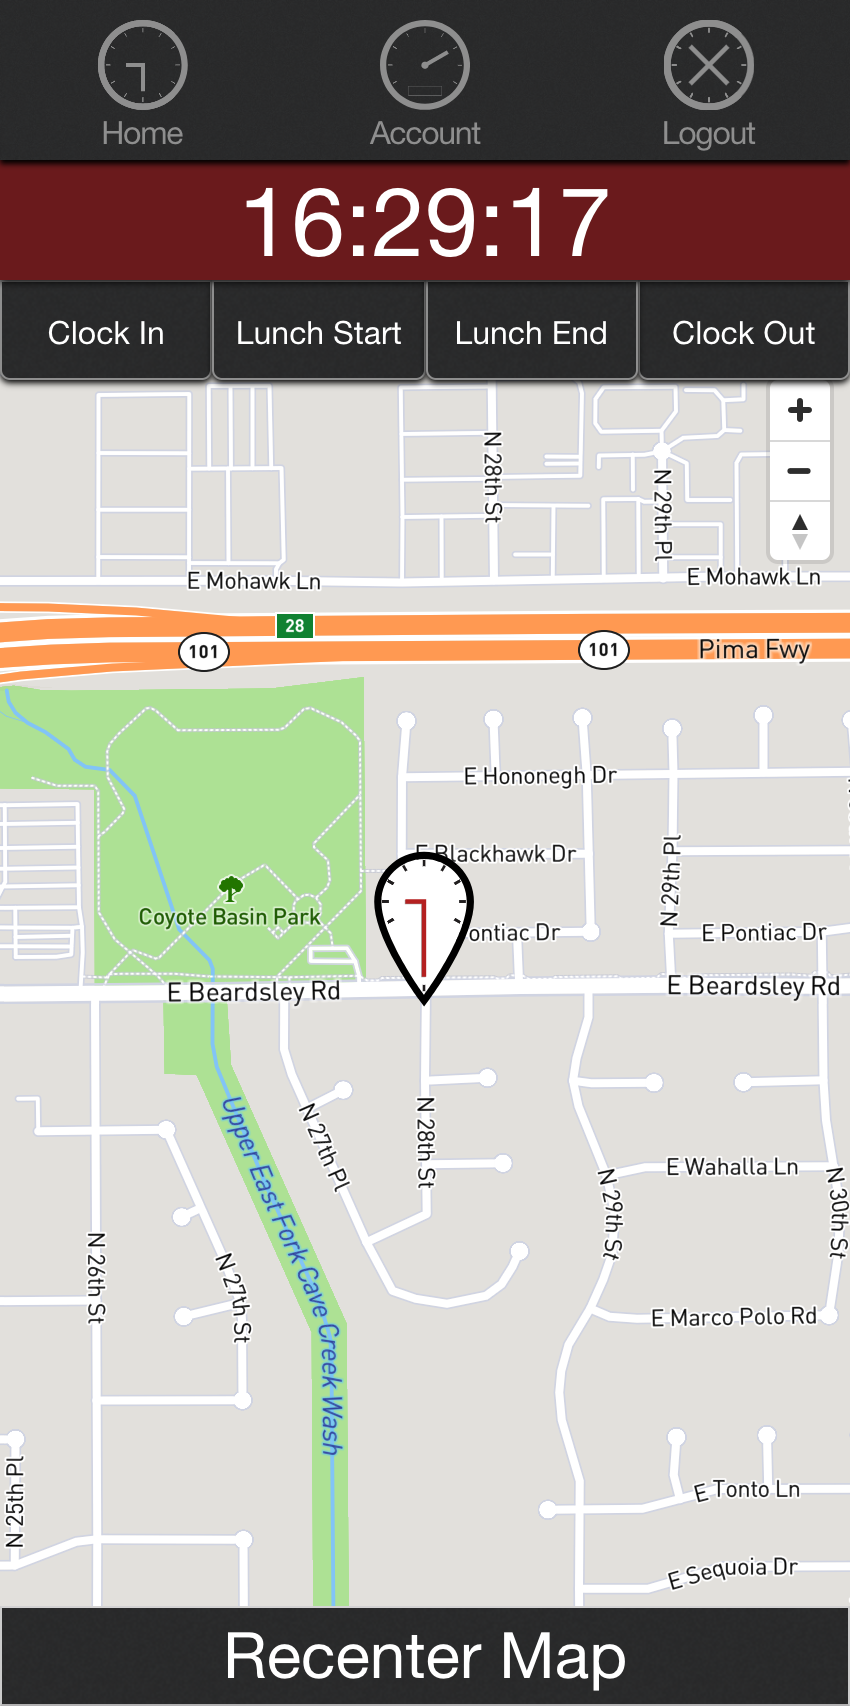 Home
Account
Logout
16:29:17
Clock In
Lunch Start
Lunch End
Clock Out
N 28th St
N 29th Pl
E Mohawk Ln
E Mohawk Ln
28
101
101
Pima Fwy
E Hononegh Dr
E Blackhawk Dr
N 29th Pl
Coyote Basin Park
ontiac Dr
E Pontiac Dr
E Beardsley Rd
E Beardsley Rd
Upper East Fork Cave Creek Wash
N 27th Pl
N 28th St
E Wahalla Ln
N 29th St
N 30th St
N 26th St
N 27th St
E Marco Polo Rd
N 25th Pl
E Tonto Ln
E Sequoia Dr
Recenter Map